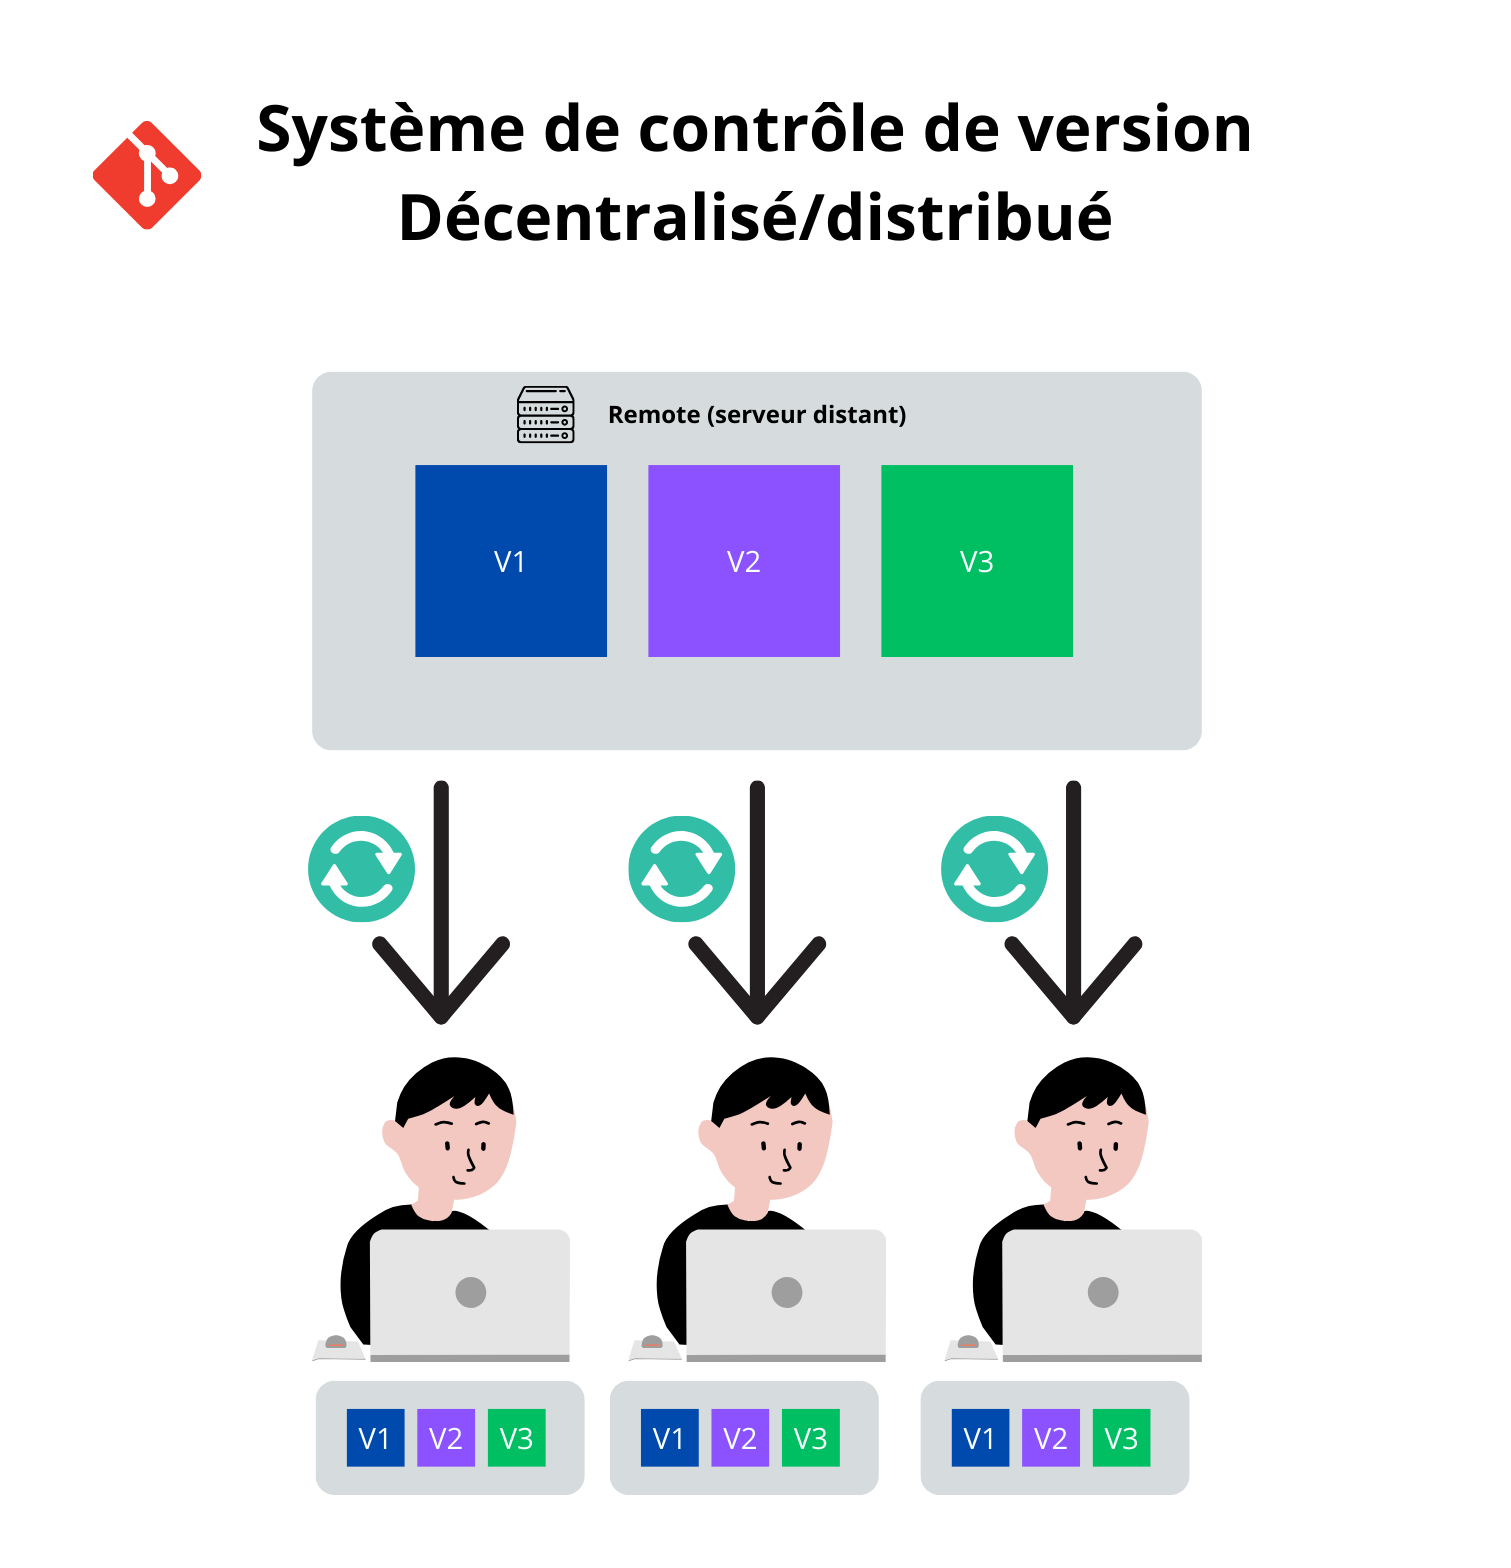 Système de contrôle de version
Décentralisé/distribué
Remote (serveur distant)
V1 V2 V3
V1 V2 V3 V1 V2 V3 V1 V2 V3